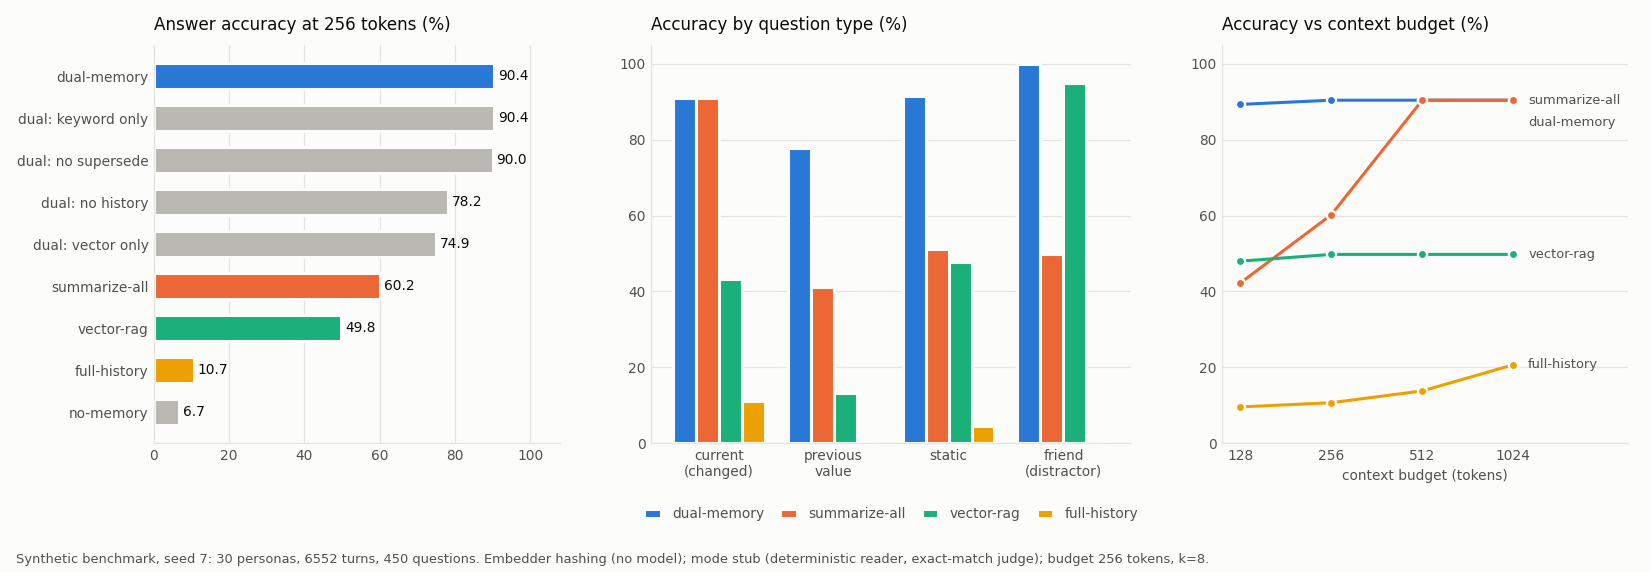 Answer accuracy at 256 tokens (%)
dual-memory 90.4
dual: keyword only 90.4
dual: no supersede 90.0
dual: no history 78.2
dual: vector only 74.9
summarize-all 60.2
vector-rag 49.8
full-history 10.7
no-memory 6.7
0 20 40 60 80 100
Accuracy by question type (%)
100
80
60
40
20
0
current (changed)
previous value
static
friend (distractor)
dual-memory summarize-all vector-rag full-history
Accuracy vs context budget (%)
100
80
60
40
20
0
summarize-all
dual-memory
vector-rag
full-history
128 256 512 1024
context budget (tokens)
Synthetic benchmark, seed 7: 30 personas, 6552 turns, 450 questions. Embedder hashing (no model); mode stub (deterministic reader, exact-match judge); budget 256 tokens, k=8.